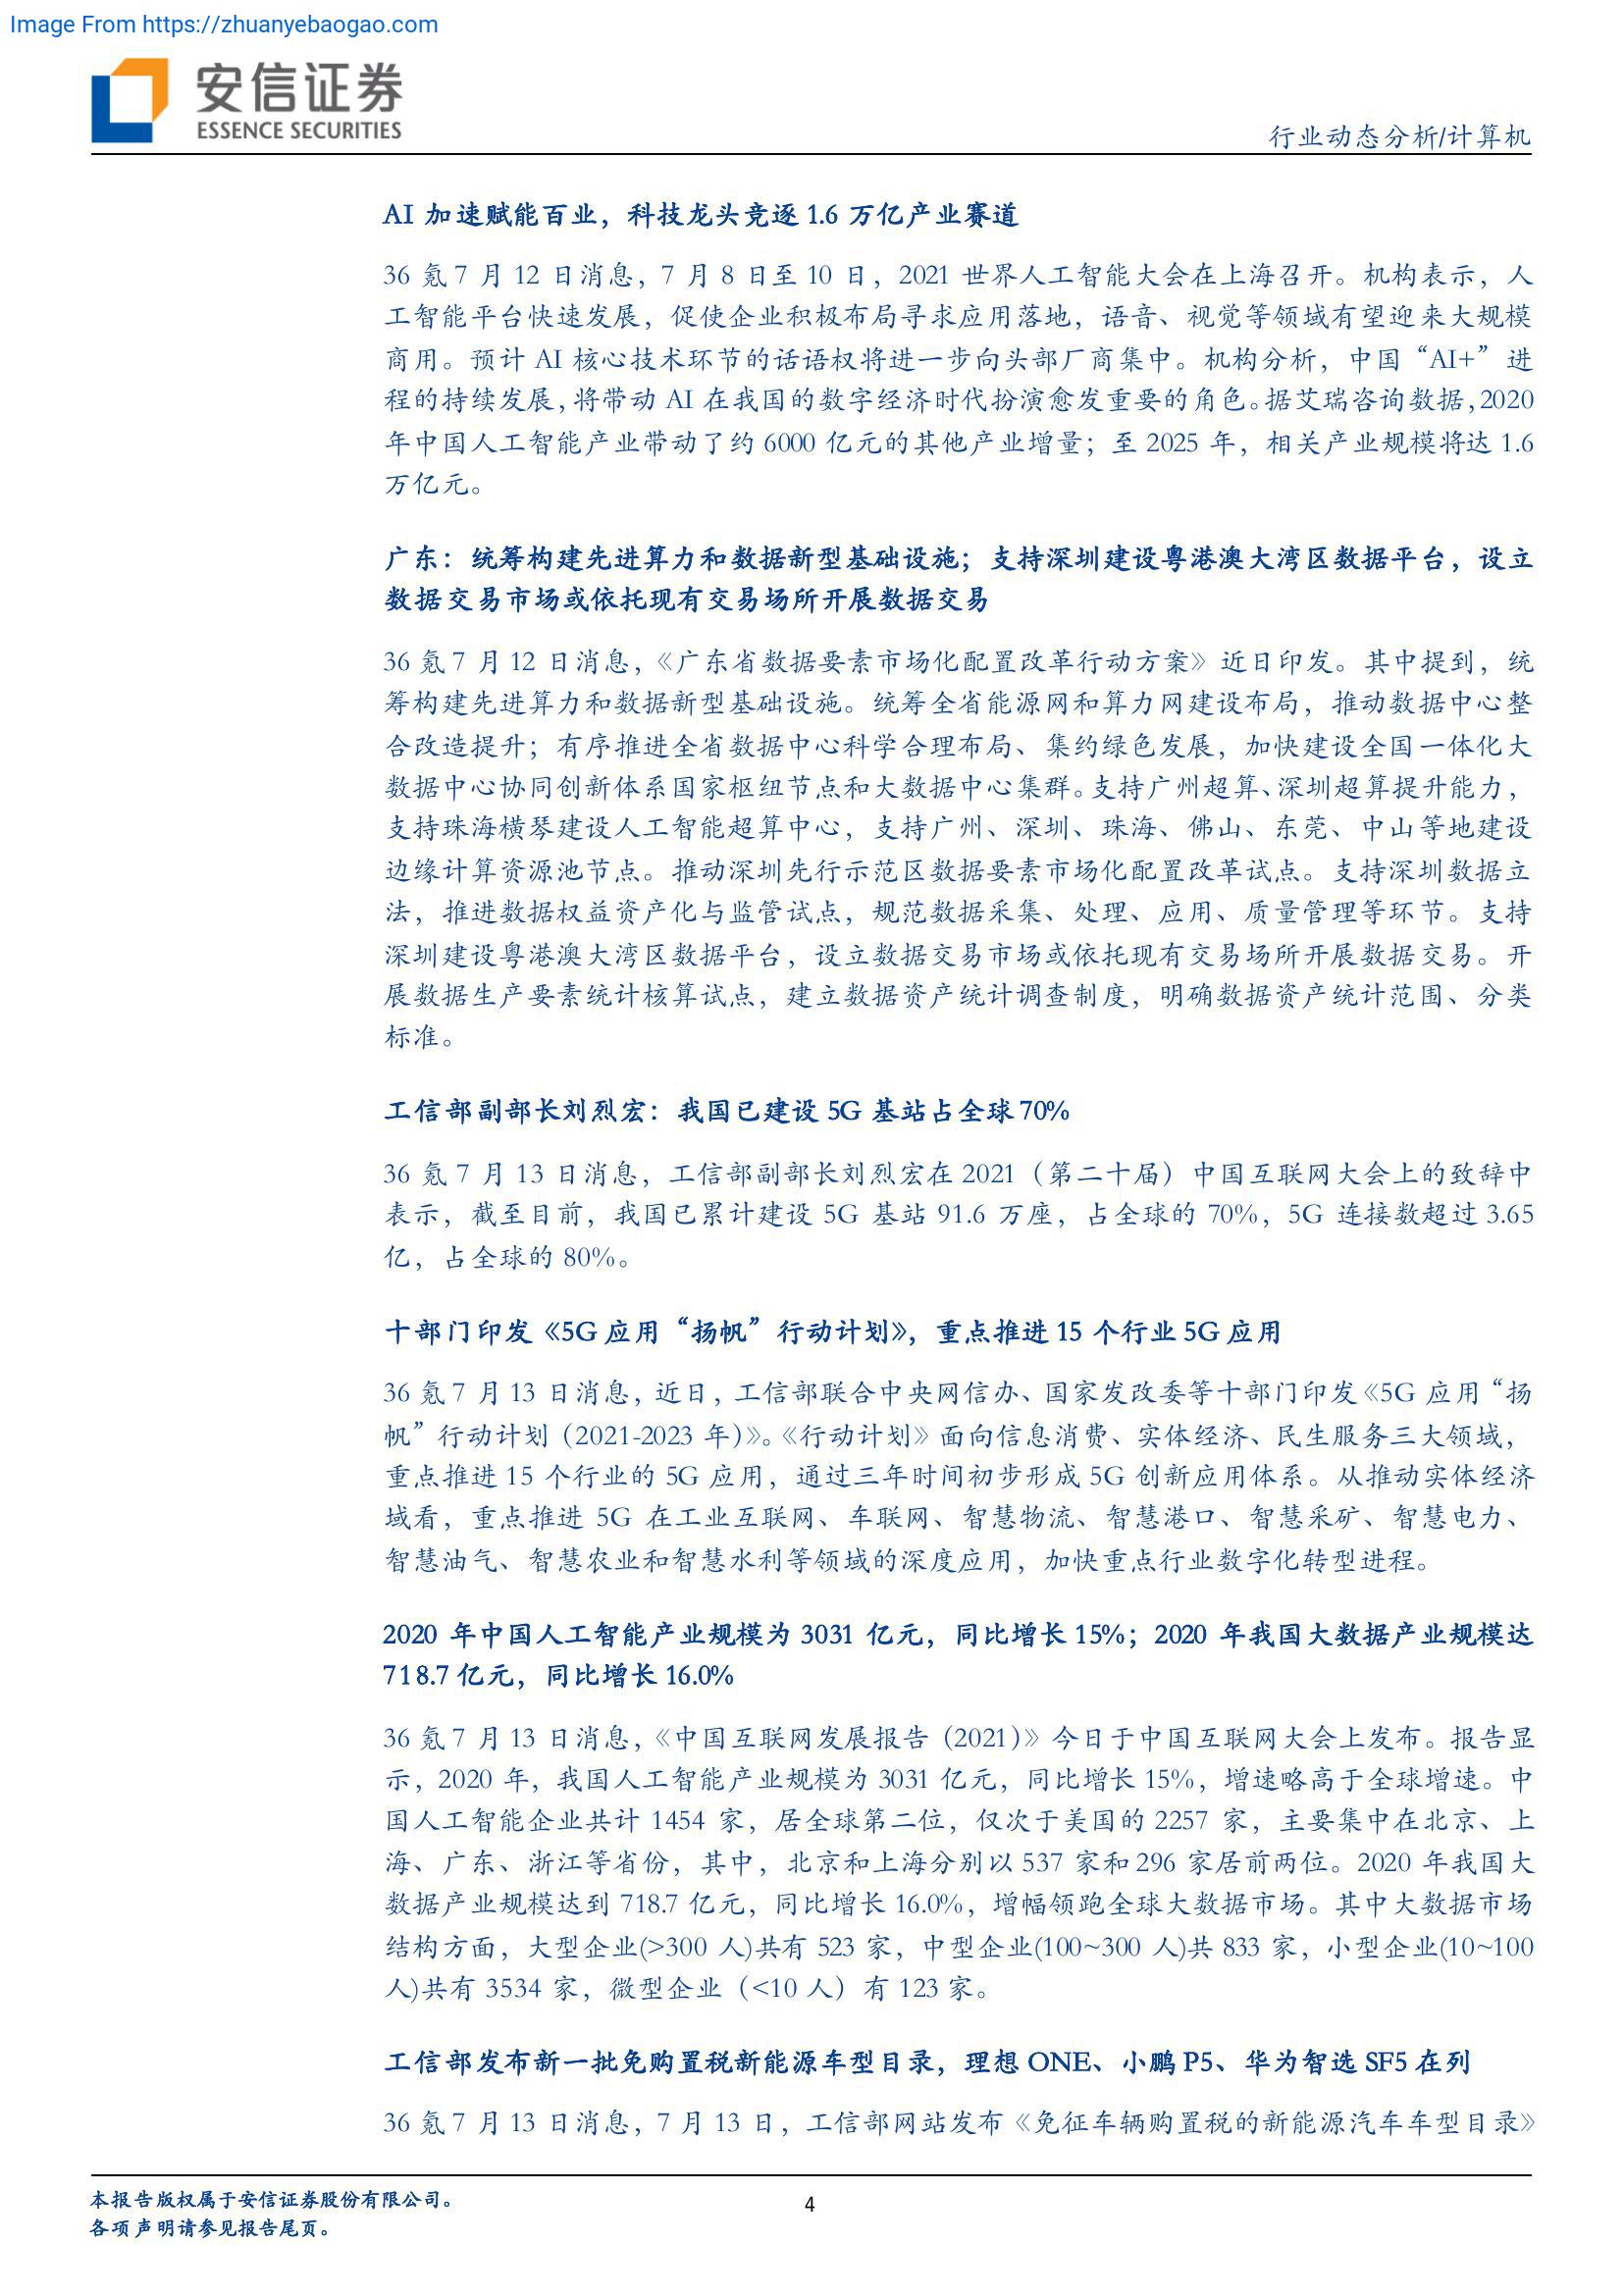 Image From https://zhuanyebaogao.com
安信证券
ESSENCE SECURITIES
行业动态分析/计算机
AI 加速赋能百业，科技龙头竞逐 1.6 万亿产业赛道
36 氪 7 月 12 日消息，7 月 8 日至 10 日，2021 世界人工智能大会在上海召开。机构表示，人
工智能平台快速发展，促使企业积极布局寻求应用落地，语音、视觉等领域有望迎来大规模
商用。预计 AI 核心技术环节的话语权将进一步向头部厂商集中。机构分析，中国“AI+”进
程的持续发展，将带动 AI 在我国的数字经济时代扮演愈发重要的角色。据艾瑞咨询数据，2020
年中国人工智能产业带动了约 6000 亿元的其他产业增量；至 2025 年，相关产业规模将达 1.6
万亿元。
广东：统筹构建先进算力和数据新型基础设施；支持深圳建设粤港澳大湾区数据平台，设立
数据交易市场或依托现有交易场所开展数据交易
36 氪 7 月 12 日消息，《广东省数据要素市场化配置改革行动方案》近日印发。其中提到，统
筹构建先进算力和数据新型基础设施。统筹全省能源网和算力网建设布局，推动数据中心整
合改造提升；有序推进全省数据中心科学合理布局、集约绿色发展，加快建设全国一体化大
数据中心协同创新体系国家枢纽节点和大数据中心集群。支持广州超算、深圳超算提升能力，
支持珠海横琴建设人工智能超算中心，支持广州、深圳、珠海、佛山、东莞、中山等地建设
边缘计算资源池节点。推动深圳先行示范区数据要素市场化配置改革试点。支持深圳数据立
法，推进数据权益资产化与监管试点，规范数据采集、处理、应用、质量管理等环节。支持
深圳建设粤港澳大湾区数据平台，设立数据交易市场或依托现有交易场所开展数据交易。开
展数据生产要素统计核算试点，建立数据资产统计调查制度，明确数据资产统计范围、分类
标准。
工信部副部长刘烈宏：我国已建设 5G 基站占全球 70%
36 氪 7 月 13 日消息，工信部副部长刘烈宏在 2021（第二十届）中国互联网大会上的致辞中
表示，截至目前，我国已累计建设 5G 基站 91.6 万座，占全球的 70%，5G 连接数超过 3.65
亿，占全球的 80%。
十部门印发《5G 应用“扬帆”行动计划》，重点推进 15 个行业 5G 应用
36 氪 7 月 13 日消息，近日，工信部联合中央网信办、国家发改委等十部门印发《5G 应用“扬
帆”行动计划（2021-2023 年）》。《行动计划》面向信息消费、实体经济、民生服务三大领域，
重点推进 15 个行业的 5G 应用，通过三年时间初步形成 5G 创新应用体系。从推动实体经济
域看，重点推进 5G 在工业互联网、车联网、智慧物流、智慧港口、智慧采矿、智慧电力、
智慧油气、智慧农业和智慧水利等领域的深度应用，加快重点行业数字化转型进程。
2020 年中国人工智能产业规模为 3031 亿元，同比增长 15%；2020 年我国大数据产业规模达
718.7 亿元，同比增长 16.0%
36 氪 7 月 13 日消息，《中国互联网发展报告（2021）》今日于中国互联网大会上发布。报告显
示，2020 年，我国人工智能产业规模为 3031 亿元，同比增长 15%，增速略高于全球增速。中
国人工智能企业共计 1454 家，居全球第二位，仅次于美国的 2257 家，主要集中在北京、上
海、广东、浙江等省份，其中，北京和上海分别以 537 家和 296 家居前两位。2020 年我国大
数据产业规模达到 718.7 亿元，同比增长 16.0%，增幅领跑全球大数据市场。其中大数据市场
结构方面，大型企业(>300 人)共有 523 家，中型企业(100~300 人)共 833 家，小型企业(10~100
人)共有 3534 家，微型企业（<10 人）有 123 家。
工信部发布新一批免购置税新能源车型目录，理想 ONE、小鹏 P5、华为智选 SF5 在列
36 氪 7 月 13 日消息，7 月 13 日，工信部网站发布《免征车辆购置税的新能源汽车车型目录》
本报告版权属于安信证券股份有限公司。
4
各项声明请参见报告尾页。